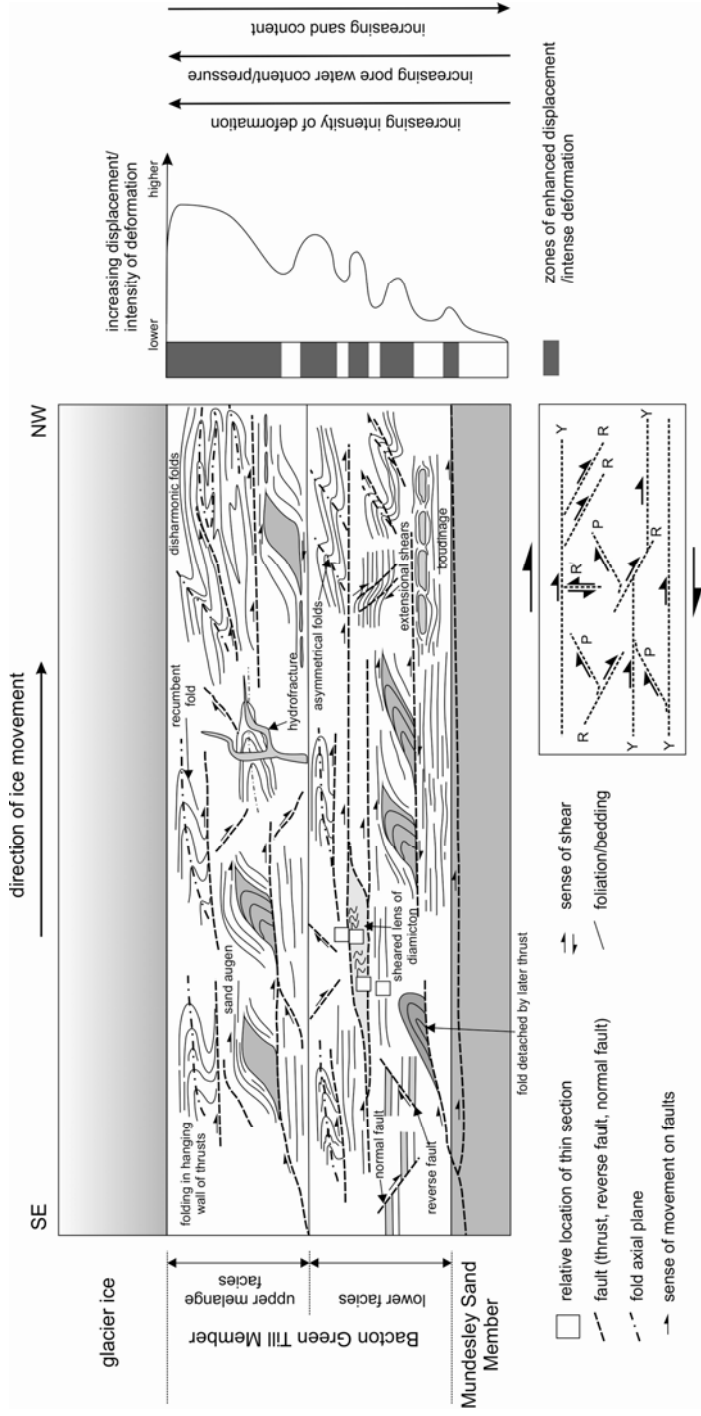 SE
direction of ice movement
NW
glacier ice
Bacton Green Till Member
upper melange
facies
lower facies
Mundesley Sand
Member
folding in hanging
wall of thrusts
sand augen
recumbent
fold
hydrofracture
disharmonic folds
normal fault
reverse fault
sheared lens of
diamicton
asymmetrical folds
extensional shears
boudinage
fold detached by later thrust
increasing displacement/
intensity of deformation
lower
higher
increasing intensity of deformation
increasing pore water content/pressure
increasing sand content
zones of enhanced displacement
/intense deformation
relative location of thin section
fault (thrust, reverse fault, normal fault)
fold axial plane
sense of movement on faults
sense of shear
foliation/bedding
R
P
R'
R
R
Y
P
P
Y
Y
R
Y
Y